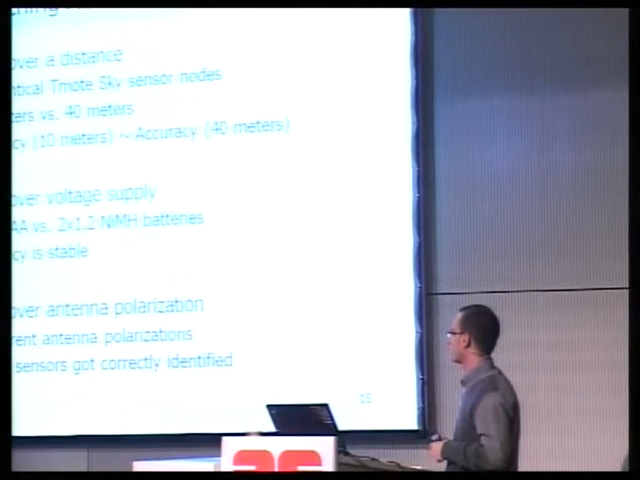 over a distance
ntical Tmote Sky sensor nodes
ters vs. 40 meters
cy (10 meters) ~ Accuracy (40 meters)
over voltage supply
AA vs. 2x1.2 NiMH batteries
cy is stable
over antenna polarization
rent antenna polarizations
sensors got correctly identified
15